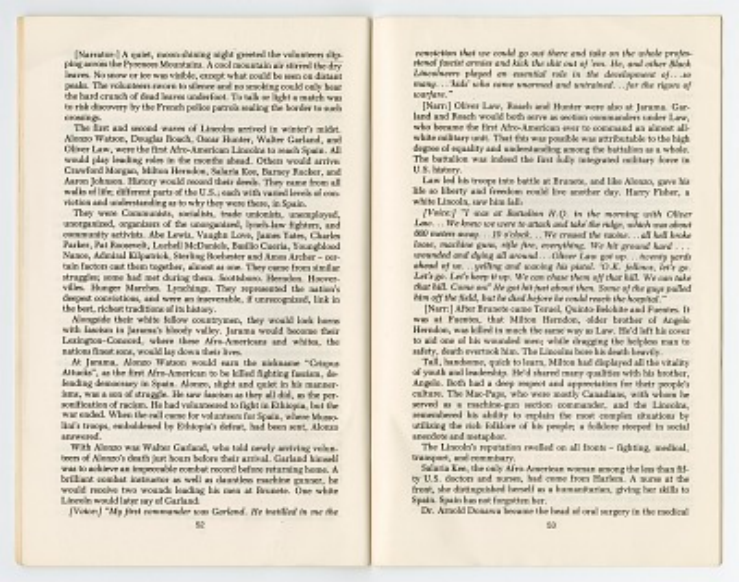 [Narrator:] A quiet, moon-shining night greeted the volunteers slip-
ping across the Pyrenees Mountains. A cool mountain air stirred the dry
leaves. No snow or ice was visible, except what could be seen on distant
peaks. The volunteers sworn to silence and no smoking could only hear
the hard crunch of dead leaves underfoot. To talk or light a match was
to risk discovery by the French police patrols sealing the border to such
crossings.
The first and second waves of Lincolns arrived in winter's midst.
Alonzo Watson, Douglas Roach, Oscar Hunter, Walter Garland, and
Oliver Law, were the first Afro-American Lincolns to reach Spain. All
would play leading roles in the months ahead. Others would arrive:
Crawford Morgan, Milton Herndon, Salaria Kee, Barney Rucker, and
Aaron Johnson. History would record their deeds. They came from all
walks of life; different parts of the U.S., each with varied levels of con-
viction and understanding as to why they were there, in Spain.
They were Communists, socialists, trade unionists, unemployed,
unorganized, organizers of the unorganized, lynch-law fighters, and
community activists. Abe Lewis, Vaughn Love, James Yates, Charles
Parker, Pat Roosevelt, Luchell McDaniels, Basilio Cueria, Youngblood
Nance, Admiral Kilpatrick, Sterling Rochester and Amos Archer – cer-
tain factors cast them together, almost as one. They came from similar
struggles; some had met during them. Scottsboro. Herndon. Hoover-
villes. Hunger Marches. Lynchings. They represented the nation's
deepest convictions, and were an inseverable, if unrecognized, link in
the best, richest traditions of its history.
Alongside their white fellow countrymen, they would lock horns
with fascism in Jarama's bloody valley. Jarama would become their
Lexington-Concord, where these Afro-Americans and whites, the
nations finest sons, would lay down their lives.
At Jarama, Alonzo Watson would earn the nickname "Crispus
Attucks", as the first Afro-American to be killed fighting fascism, de-
fending democracy in Spain. Alonzo, slight and quiet in his manner-
isms, was a son of struggle. He saw fascism as they all did, as the per-
sonification of racism. He had volunteered to fight in Ethiopia, but the
war ended. When the call came for volunteers for Spain, where Musso-
lini's troops, emboldened by Ethiopia's defeat, had been sent, Alonzo
answered.
With Alonzo was Walter Garland, who told newly arriving volun-
teers of Alonzo's death just hours before their arrival. Garland himself
was to achieve an impeccable combat record before returning home. A
brilliant combat instructor as well as dauntless machine gunner, he
would receive two wounds leading his men at Brunete. One white
Lincoln would later say of Garland.
[Voice:] "My first commander was Garland. He instilled in me the
52
conviction that we could go out there and take on the whole profes-
sional fascist armies and kick the shit out of 'em. He, and other Black
Lincolneers played an essential role in the development of...so
many...'kids' who came unarmed and untrained...for the rigors of
warfare."
[Narr:] Oliver Law, Roach and Hunter were also at Jarama. Gar-
land and Roach would both serve as section commanders under Law,
who became the first Afro-American ever to command an almost all-
white military unit. That this was possible was attributable to the high
degree of equality and understanding among the battalion as a whole.
The battalion was indeed the first fully integrated military force in
U.S. history.
Law led his troops into battle at Brunete, and like Alonzo, gave his
life so liberty and freedom could live another day. Harry Fisher, a
white Lincoln, saw him fall:
[Voice:] "I was at Battalion H.Q. in the morning with Oliver
Law... We knew we were to attack and take the ridge, which was about
600 meters away... 10 o'clock... We crossed the ravine...all hell broke
loose, machine guns, rifle fire, everything. We hit ground hard...
wounded and dying all around...Oliver Law got up... twenty yards
ahead of us...yelling and waving his pistol. 'O.K. fellows, let's go.
Let's go. Let's keep it up. We can chase them off that hill. We can take
that hill. Come on!' He got hit just about then. Some of the guys pulled
him off the field, but he died before he could reach the hospital."
[Narr:] After Brunete came Teruel, Quinto Belchite and Fuentes. It
was at Fuentes, that Milton Herndon, older brother of Angelo
Herndon, was killed in much the same way as Law. He'd left his cover
to aid one of his wounded men; while dragging the helpless man to
safety, death overtook him. The Lincolns bore his death heavily.
Tall, handsome, quick to learn, Milton had displayed all the vitality
of youth and leadership. He'd shared many qualities with his brother,
Angelo. Both had a deep respect and appreciation for their people's
culture. The Mac-Paps, who were mostly Canadians, with whom he
served as a machine-gun section commander, and the Lincolns,
remembered his ability to explain the most complex situations by
utilizing the rich folklore of his people; a folklore steeped in social
anecdote and metaphor.
The Lincoln's reputation swelled on all fronts – fighting, medical,
transport, and commissary.
Salaria Kee, the only Afro-American woman among the less than fif-
ty U.S. doctors and nurses, had come from Harlem. A nurse at the
front, she distinguished herself as a humanitarian, giving her skills to
Spain. Spain has not forgotten her.
Dr. Arnold Donawa became the head of oral surgery in the medical
53